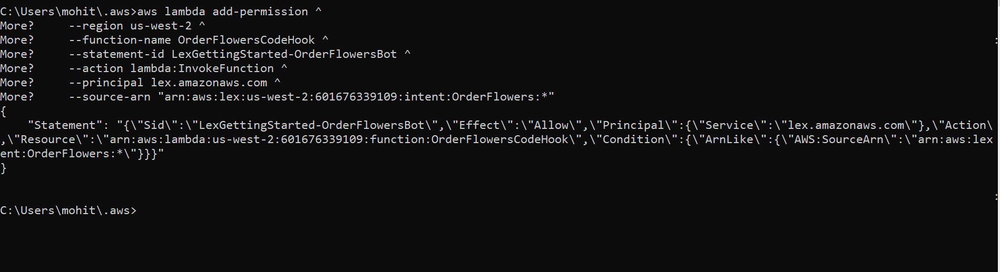 C:\Users\mohit\.aws>aws lambda add-permission ^
More?     --region us-west-2 ^
More?     --function-name OrderFlowersCodeHook ^
More?     --statement-id LexGettingStarted-OrderFlowersBot ^
More?     --action lambda:InvokeFunction ^
More?     --principal lex.amazonaws.com ^
More?     --source-arn "arn:aws:lex:us-west-2:601676339109:intent:OrderFlowers:*"
{
    "Statement": "{\"Sid\":\"LexGettingStarted-OrderFlowersBot\",\"Effect\":\"Allow\",\"Principal\":{\"Service\":\"lex.amazonaws.com\"},\"Action\
,\"Resource\":\"arn:aws:lambda:us-west-2:601676339109:function:OrderFlowersCodeHook\",\"Condition\":{\"ArnLike\":{\"AWS:SourceArn\":\"arn:aws:lex
ent:OrderFlowers:*\"}}}"
}
C:\Users\mohit\.aws>